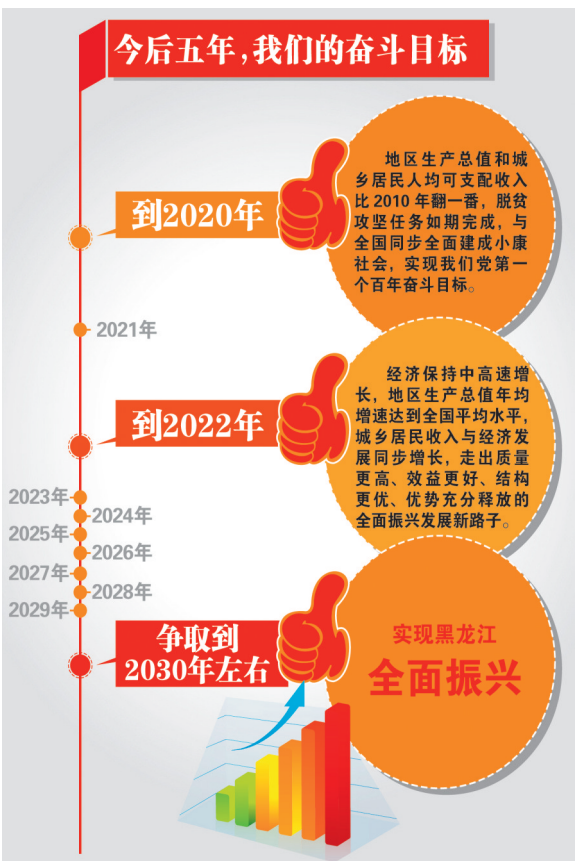 今后五年，我们的奋斗目标
到2020年
地区生产总值和城
乡居民人均可支配收入
比2010年翻一番，脱贫
攻坚任务如期完成，与
全国同步全面建成小康
社会，实现我们党第一
个百年奋斗目标。
2021年
到2022年
经济保持中高速增
长，地区生产总值年均
增速达到全国平均水平，
城乡居民收入与经济发
展同步增长，走出质量
更高、效益更好、结构
更优、优势充分释放的
全面振兴发展新路子。
2023年
2024年
2025年
2026年
2027年
2028年
2029年
争取到
2030年左右
实现黑龙江
全面振兴